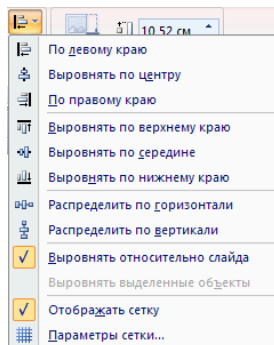 10,52 см
По левому краю
Выровнять по центру
По правому краю
Выровнять по верхнему краю
Выровнять по середине
Выровнять по нижнему краю
Распределить по горизонтали
Распределить по вертикали
Выровнять относительно слайда
Выровнять выделенные объекты
Отображать сетку
Параметры сетки...